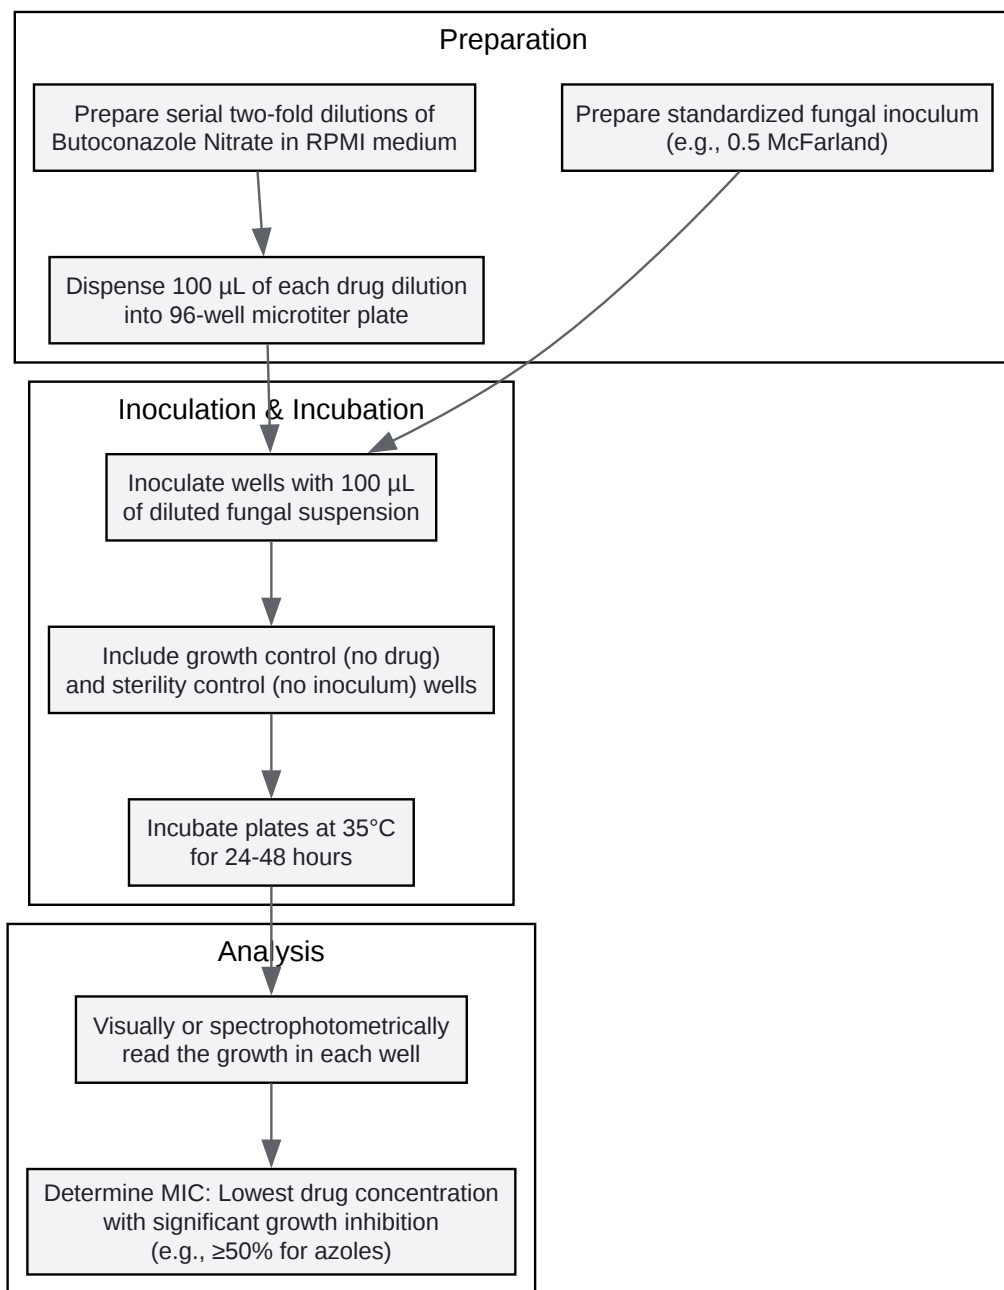 Preparation
Prepare serial two-fold dilutions of
Butoconazole Nitrate in RPMI medium
Prepare standardized fungal inoculum
(e.g., 0.5 McFarland)
Dispense 100 µL of each drug dilution
into 96-well microtiter plate
Inoculation & Incubation
Inoculate wells with 100 µL
of diluted fungal suspension
Include growth control (no drug)
and sterility control (no inoculum) wells
Incubate plates at 35°C
for 24-48 hours
Analysis
Visually or spectrophotometrically
read the growth in each well
Determine MIC: Lowest drug concentration
with significant growth inhibition
(e.g., ≥50% for azoles)